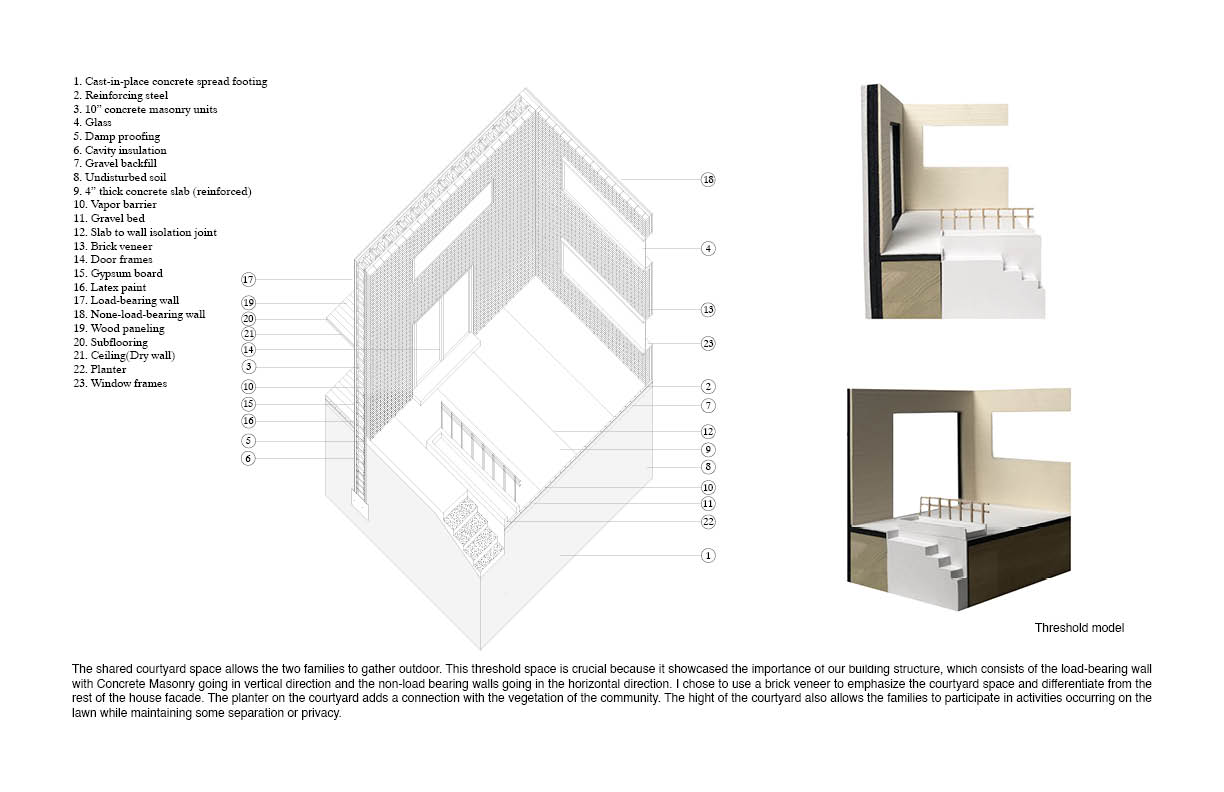 1. Cast-in-place concrete spread footing
2. Reinforcing steel
3. 10” concrete masonry units
4. Glass
5. Damp proofing
6. Cavity insulation
7. Gravel backfill
8. Undisturbed soil
9. 4” thick concrete slab (reinforced)
10. Vapor barrier
11. Gravel bed
12. Slab to wall isolation joint
13. Brick veneer
14. Door frames
15. Gypsum board
16. Latex paint
17. Load-bearing wall
18. None-load-bearing wall
19. Wood paneling
20. Subflooring
21. Ceiling(Dry wall)
22. Planter
23. Window frames
17
19
20
21
14
3
10
15
16
5
6
18
4
13
23
2
7
12
9
8
10
11
22
1
Threshold model
The shared courtyard space allows the two families to gather outdoor. This threshold space is crucial because it showcased the importance of our building structure, which consists of the load-bearing wall
with Concrete Masonry going in vertical direction and the non-load bearing walls going in the horizontal direction. I chose to use a brick veneer to emphasize the courtyard space and differentiate from the
rest of the house facade. The planter on the courtyard adds a connection with the vegetation of the community. The hight of the courtyard also allows the families to participate in activities occurring on the
lawn while maintaining some separation or privacy.